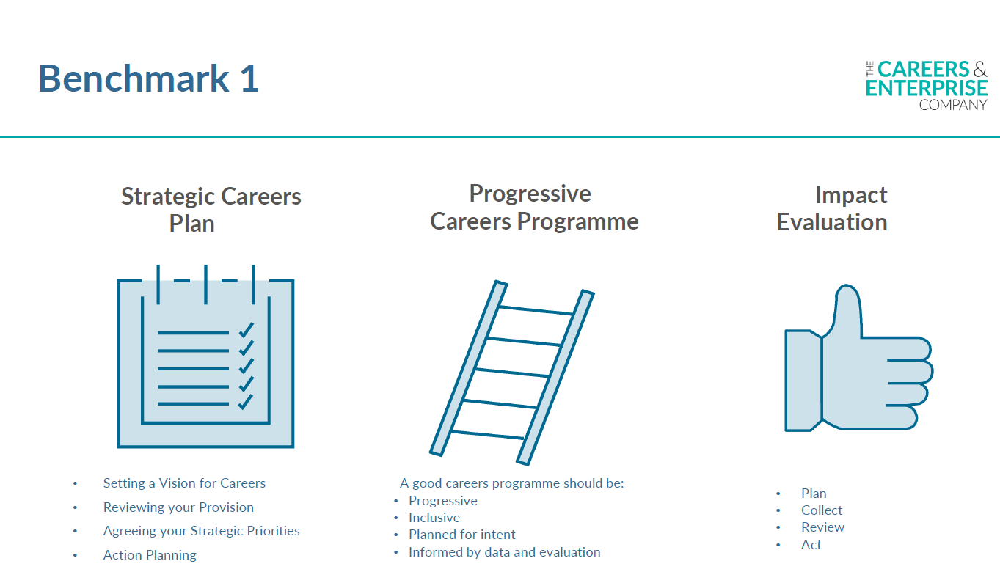 Benchmark 1
THE CAREERS &
ENTERPRISE
COMPANY
Strategic Careers
Plan
Progressive
Careers Programme
Impact
Evaluation
• Setting a Vision for Careers
• Reviewing your Provision
• Agreeing your Strategic Priorities
• Action Planning
A good careers programme should be:
• Progressive
• Inclusive
• Planned for intent
• Informed by data and evaluation
• Plan
• Collect
• Review
• Act